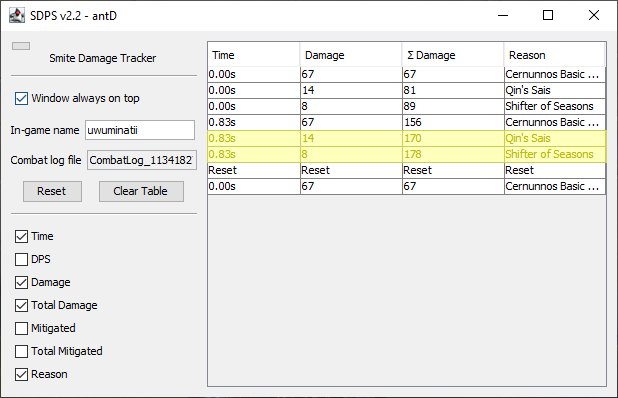 SDPS v2.2 - antD
Smite Damage Tracker
Window always on top
In-game name uwuminatii
Combat log file CombatLog_1134182
Reset Clear Table
Time
DPS
Damage
Total Damage
Mitigated
Total Mitigated
Reason
Time Damage Σ Damage Reason
0.00s 67 67 Cernunnos Basic ...
0.00s 14 81 Qin's Sais
0.00s 8 89 Shifter of Seasons
0.83s 67 156 Cernunnos Basic ...
0.83s 14 170 Qin's Sais
0.83s 8 178 Shifter of Seasons
Reset Reset Reset Reset
0.00s 67 67 Cernunnos Basic ...